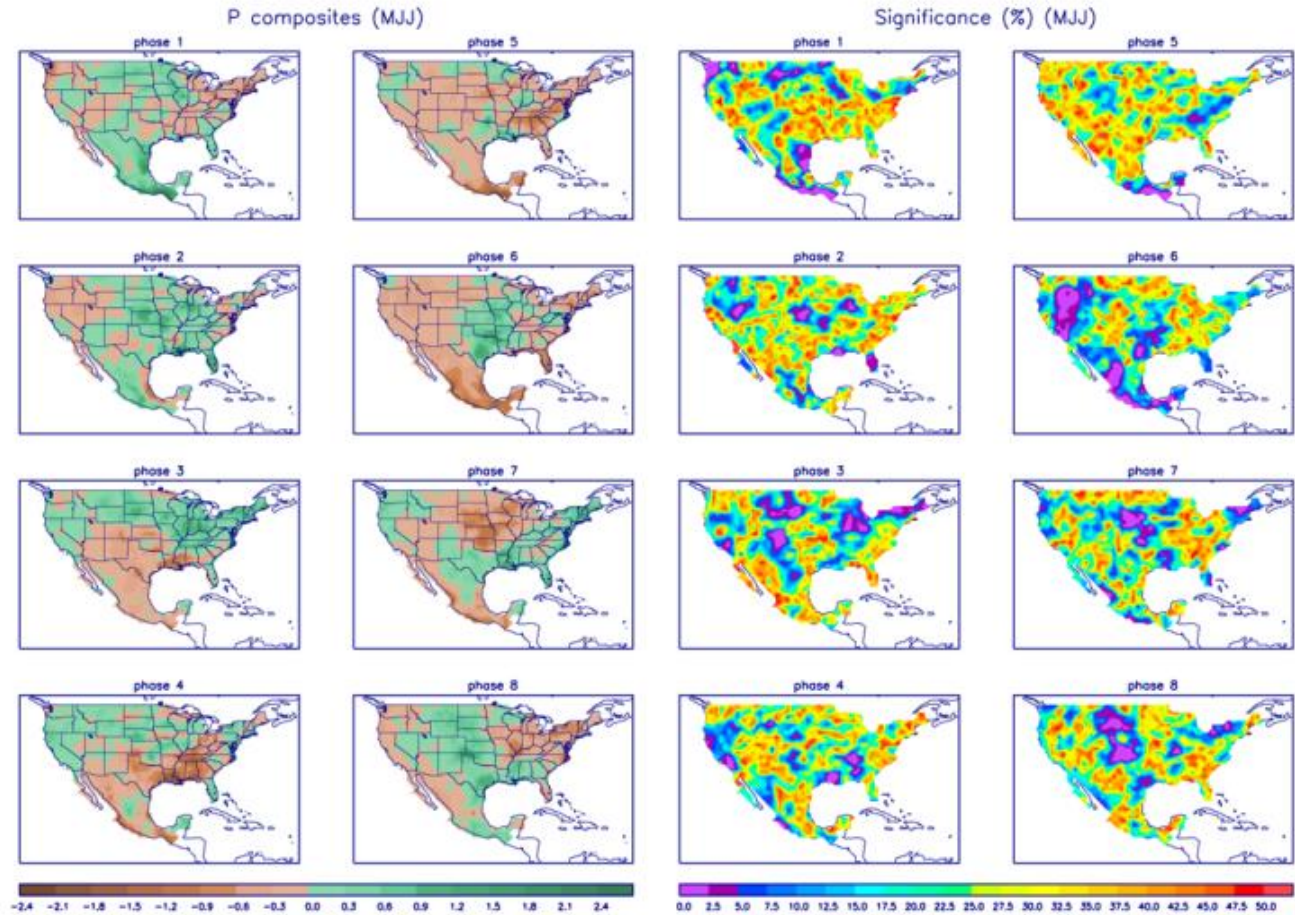 P composites (MJJ)
Significance (%) (MJJ)
phase 1
phase 5
phase 1
phase 5
phase 2
phase 6
phase 2
phase 6
phase 3
phase 7
phase 3
phase 7
phase 4
phase 8
phase 4
phase 8
-2.4 -2.1 -1.8 -1.5 -1.2 -0.9 -0.6 -0.3 0.0 0.3 0.6 0.9 1.2 1.5 1.8 2.1 2.4
0.0 2.5 5.0 7.5 10.0 12.5 15.0 17.5 20.0 22.5 25.0 27.5 30.0 32.5 35.0 37.5 40.0 42.5 45.0 47.5 50.0